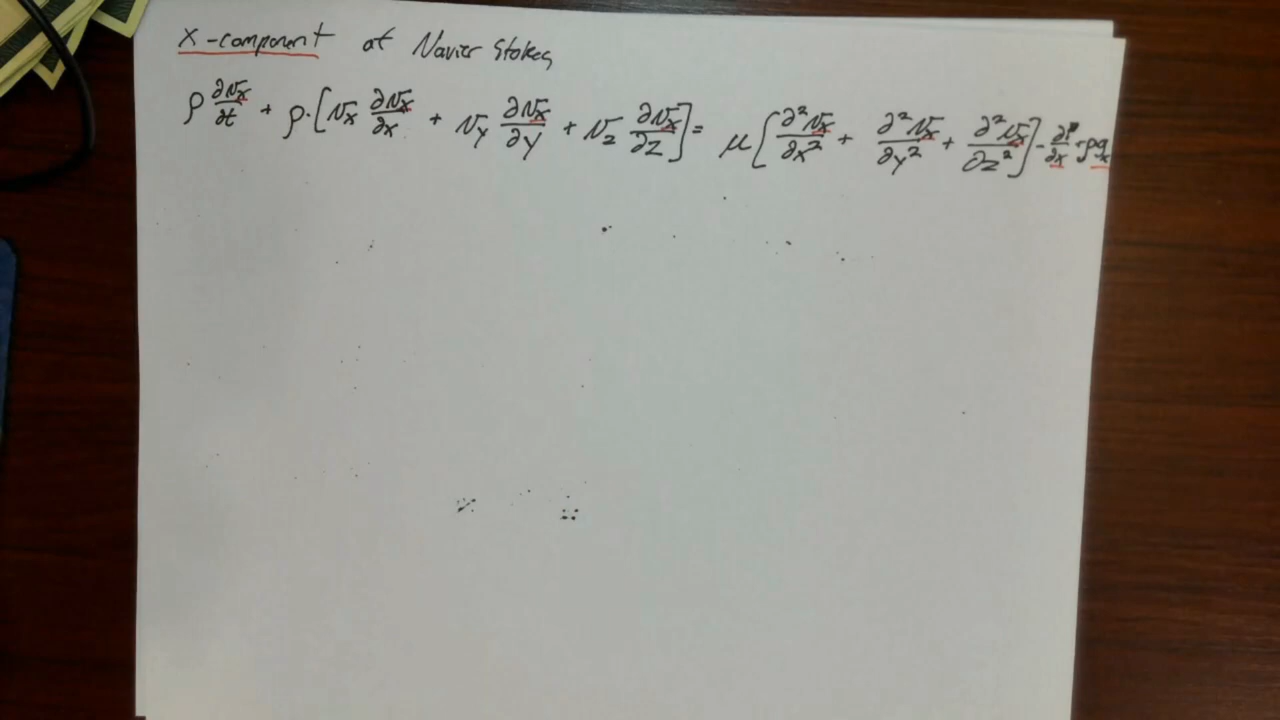 x-component of Navier Stokes
ρ ∂Vx/∂t + ρ·[Vx ∂Vx/∂x + Vy ∂Vx/∂y + Vz ∂Vx/∂z] = μ[∂²Vx/∂x² + ∂²Vx/∂y² + ∂²Vx/∂z²] - ∂P/∂x + ρgx